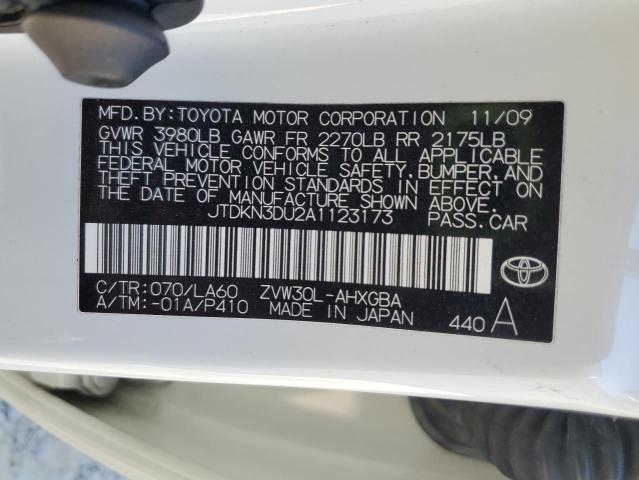 MFD.BY:TOYOTA MOTOR CORPORATION 11/09
GVWR 3980LB GAWR FR 2270LB RR 2175LB
THIS VEHICLE CONFORMS TO ALL APPLICABLE
FEDERAL MOTOR VEHICLE SAFETY,BUMPER,AND
THEFT PREVENTION STANDARDS IN EFFECT ON
THE DATE OF MANUFACTURE SHOWN ABOVE.
JTDKN3DU2A1123173 PASS.CAR
C/TR:070/LA60 ZVW30L-AHXGBA
A/TM:-01A/P410 MADE IN JAPAN 440 A
TOYOTA